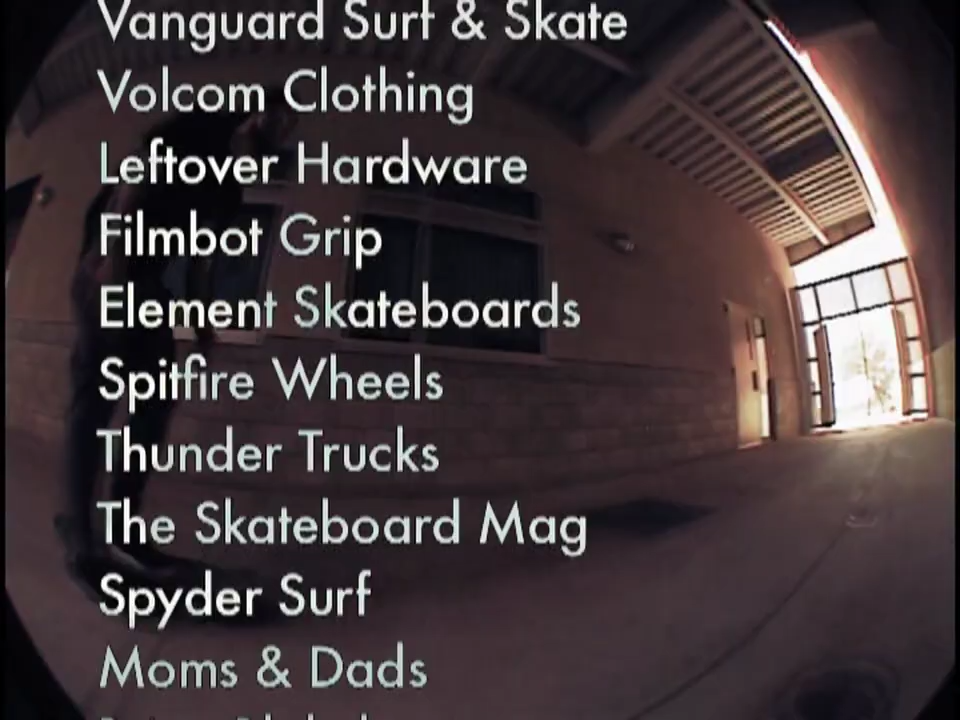 Vanguard Surf & Skate
Volcom Clothing
Leftover Hardware
Filmbot Grip
Element Skateboards
Spitfire Wheels
Thunder Trucks
The Skateboard Mag
Spyder Surf
Moms & Dads